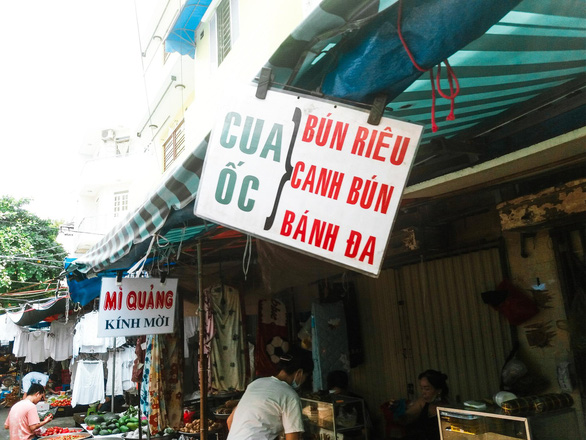 CUA
ỐC
BÚN RIÊU
CANH BÚN
BÁNH ĐA
MÌ QUẢNG
KÍNH MỜI